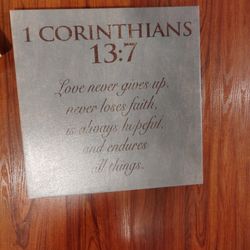 1 CORINTHIANS
13:7
Love never gives up,
never loses faith,
is always hopeful,
and endures
all things.